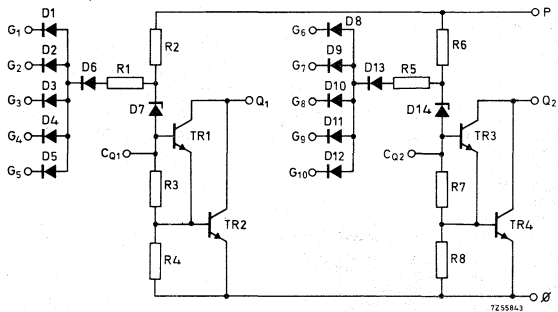 D1 D8 P
G1 G6
D2 R2 D9 R6
G2 D6 R1 G7 D13 R5
D3 D10
G3 D7 Q1 G8 D14 Q2
D4 TR1 D11 TR3
G4 G9
D5 CQ1 D12 CQ2
G5 R3 G10 R7
TR2 TR4
R4 R8
Ø
7Z55843